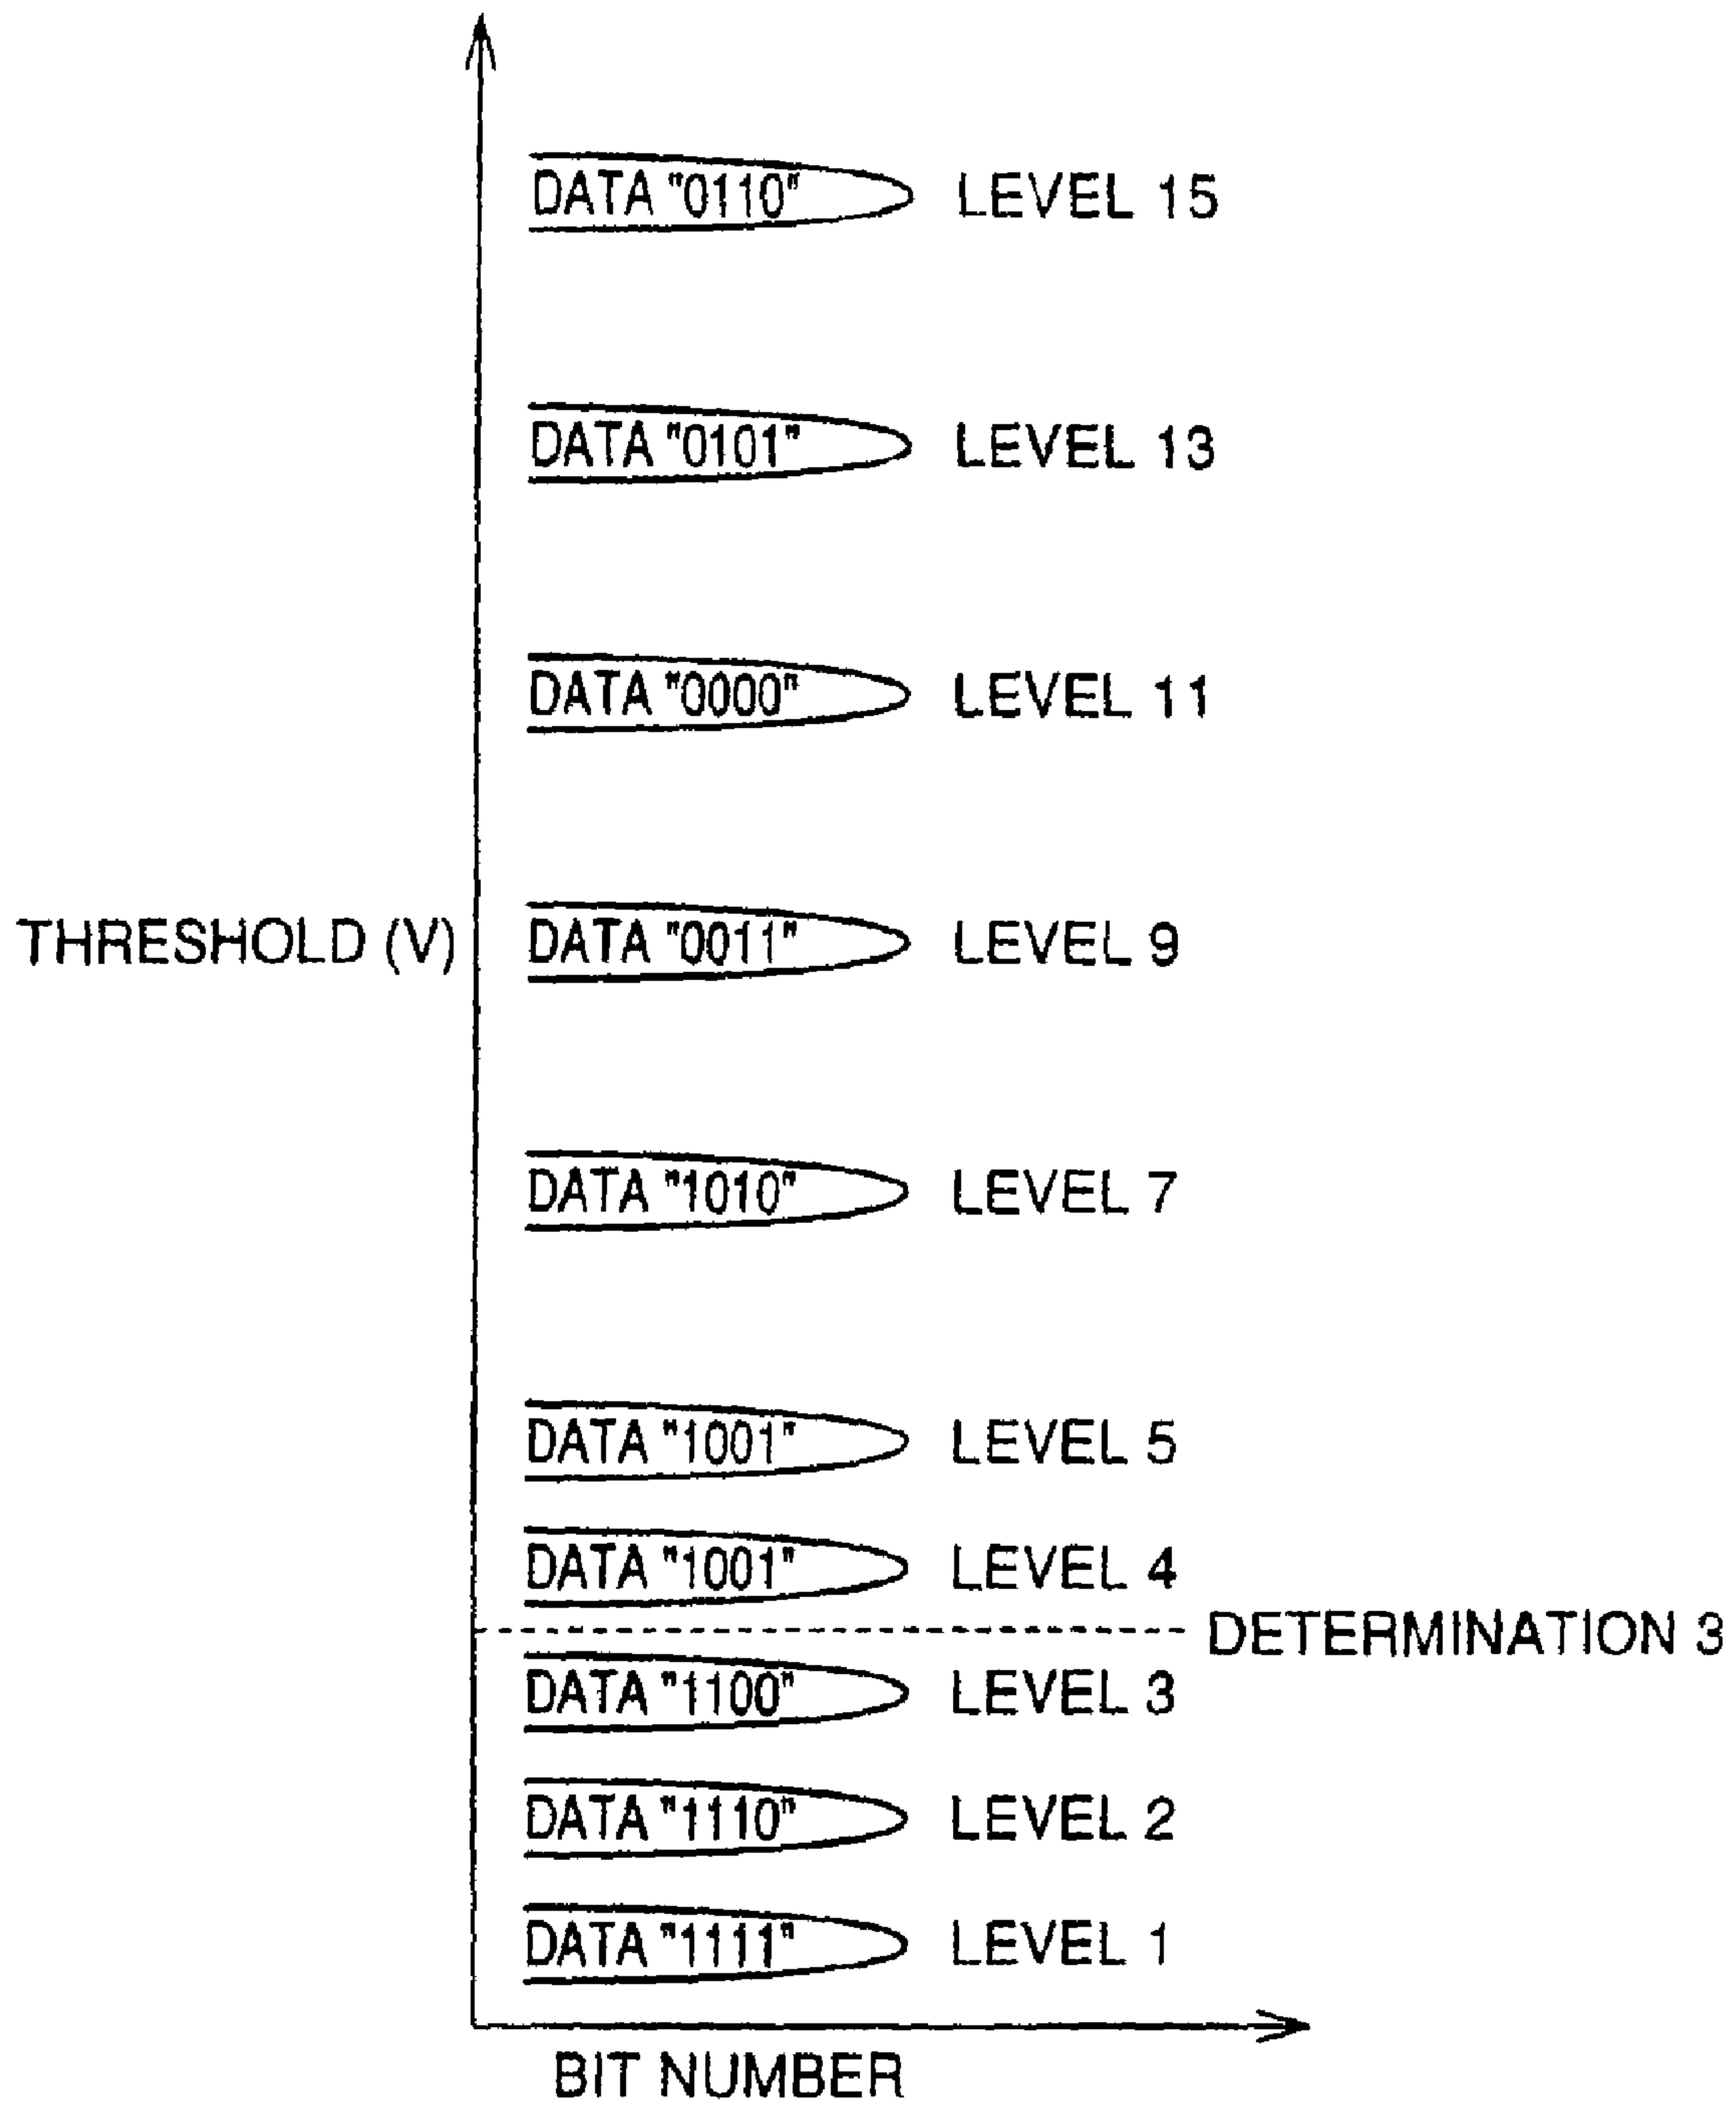 DATA "0110" LEVEL 15
DATA "0101" LEVEL 13
DATA "0000" LEVEL 11
THRESHOLD (V) DATA "0011" LEVEL 9
DATA "1010" LEVEL 7
DATA "1001" LEVEL 5
DATA "1001" LEVEL 4
DETERMINATION 3
DATA "1100" LEVEL 3
DATA "1110" LEVEL 2
DATA "1111" LEVEL 1
BIT NUMBER